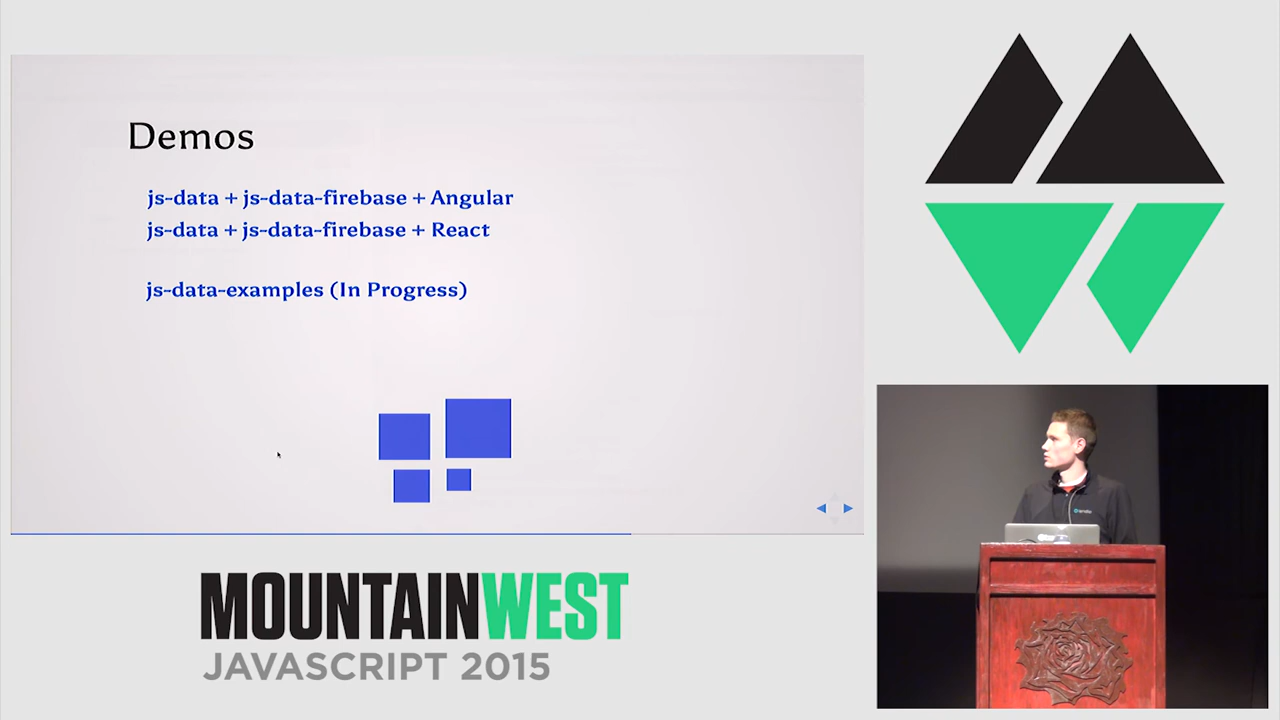 Demos
js-data + js-data-firebase + Angular
js-data + js-data-firebase + React
js-data-examples (In Progress)
MOUNTAINWEST
JAVASCRIPT 2015